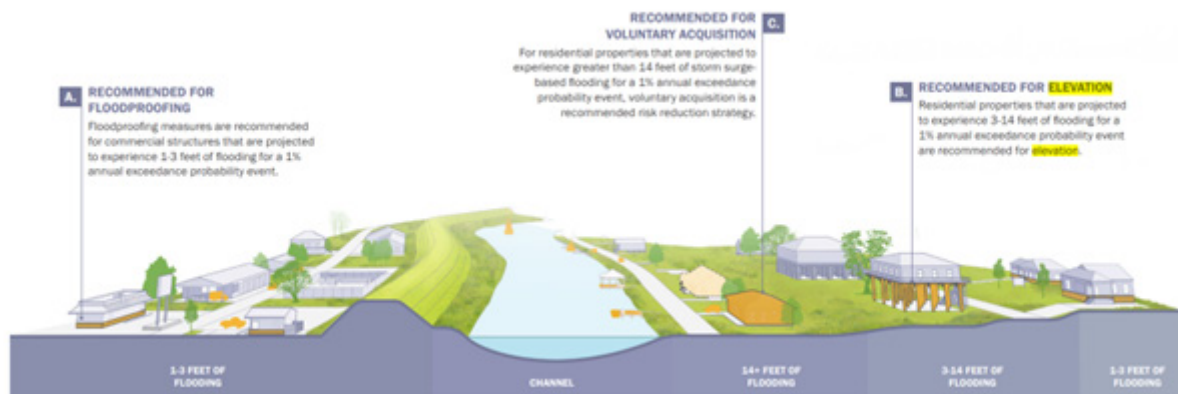 A.
RECOMMENDED FOR
FLOODPROOFING
Floodproofing measures are recommended
for commercial structures that are projected
to experience 1-3 feet of flooding for a 1%
annual exceedance probability event.
RECOMMENDED FOR
VOLUNTARY ACQUISITION
C.
For residential properties that are projected to
experience greater than 14 feet of storm surge-
based flooding for a 1% annual exceedance
probability event, voluntary acquisition is a
recommended risk reduction strategy.
B.
RECOMMENDED FOR ELEVATION
Residential properties that are projected
to experience 3-14 feet of flooding for a
1% annual exceedance probability event
are recommended for elevation.
1-3 FEET OF
FLOODING
CHANNEL
14+ FEET OF
FLOODING
3-14 FEET OF
FLOODING
1-3 FEET OF
FLOODING